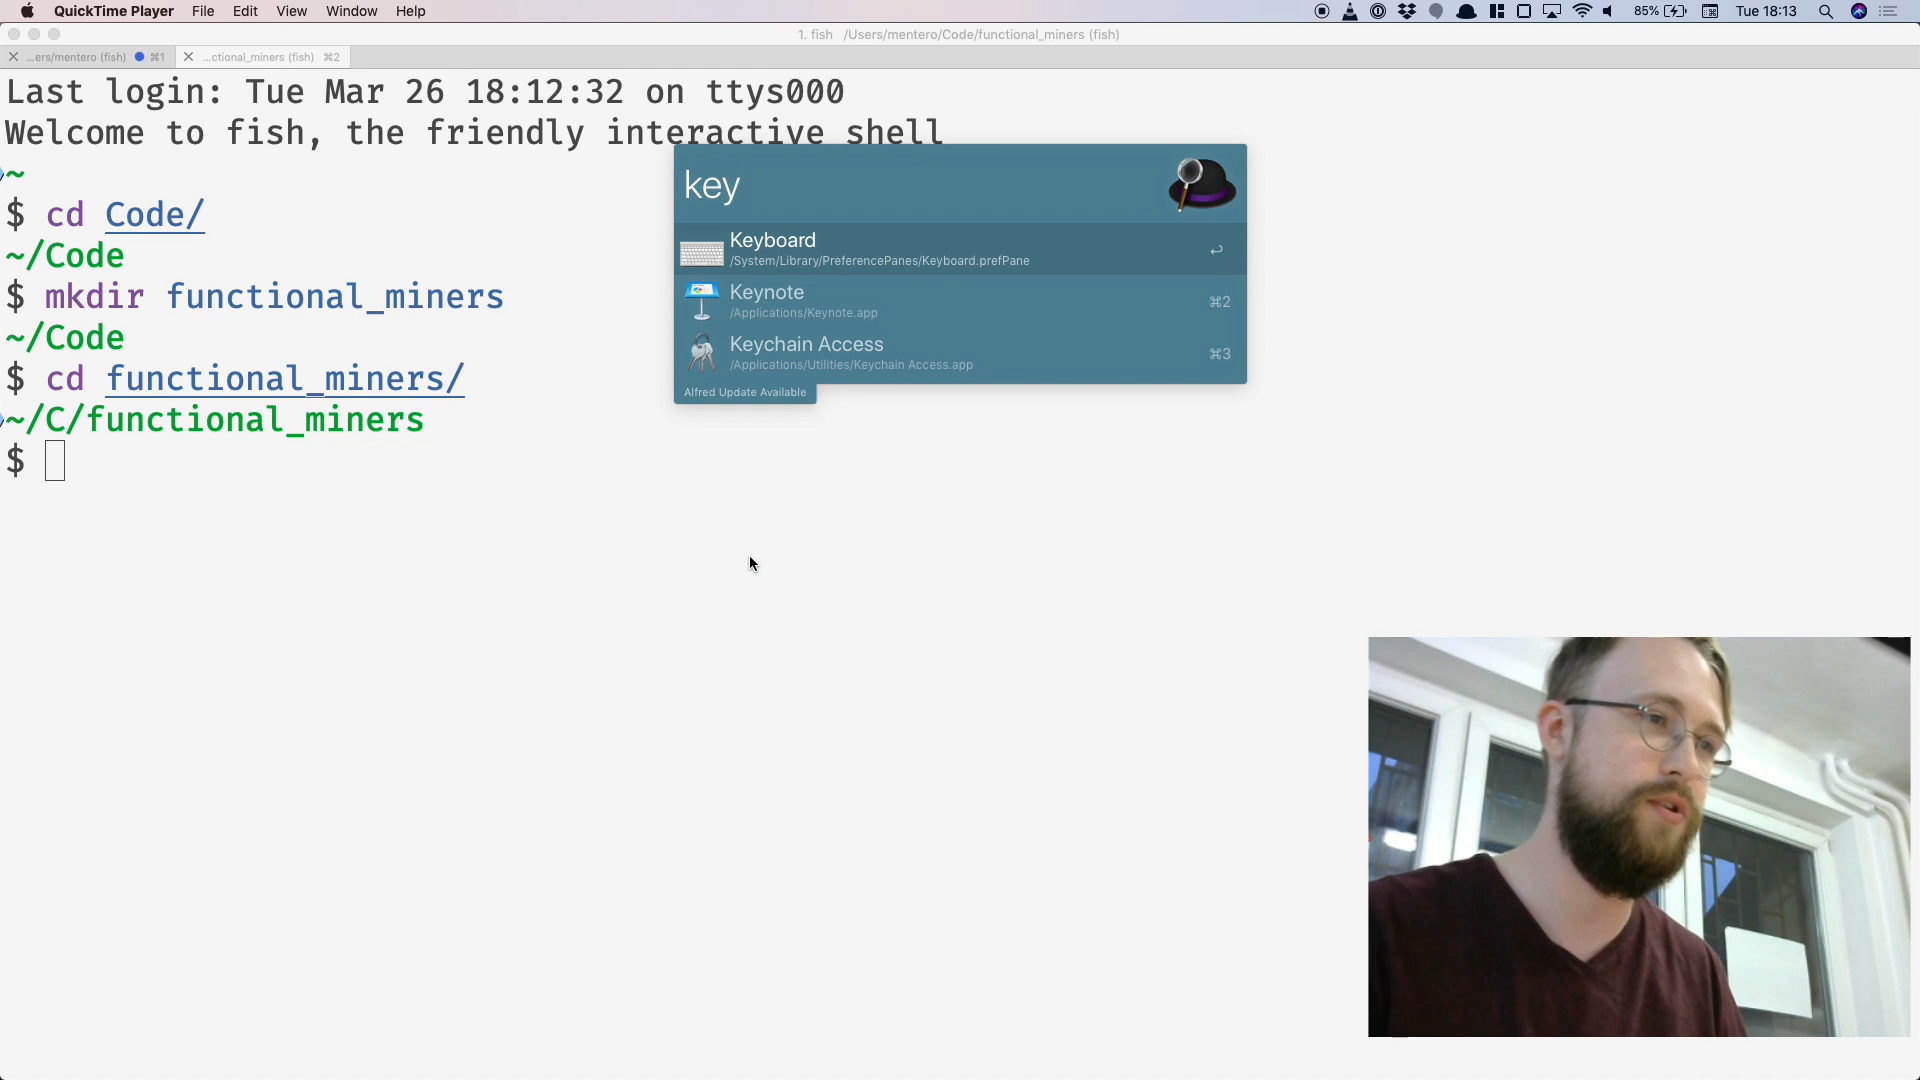 QuickTime Player File Edit View Window Help 85% Tue 18:13
1. fish /Users/mentero/Code/functional_miners (fish)
...ers/mentero (fish) ⌘1 ...ctional_miners (fish) ⌘2
Last login: Tue Mar 26 18:12:32 on ttys000
Welcome to fish, the friendly interactive shell
~
$ cd Code/
~/Code
$ mkdir functional_miners
~/Code
$ cd functional_miners/
~/C/functional_miners
$
key
Keyboard
/System/Library/PreferencePanes/Keyboard.prefPane
Keynote ⌘2
/Applications/Keynote.app
Keychain Access ⌘3
/Applications/Utilities/Keychain Access.app
Alfred Update Available